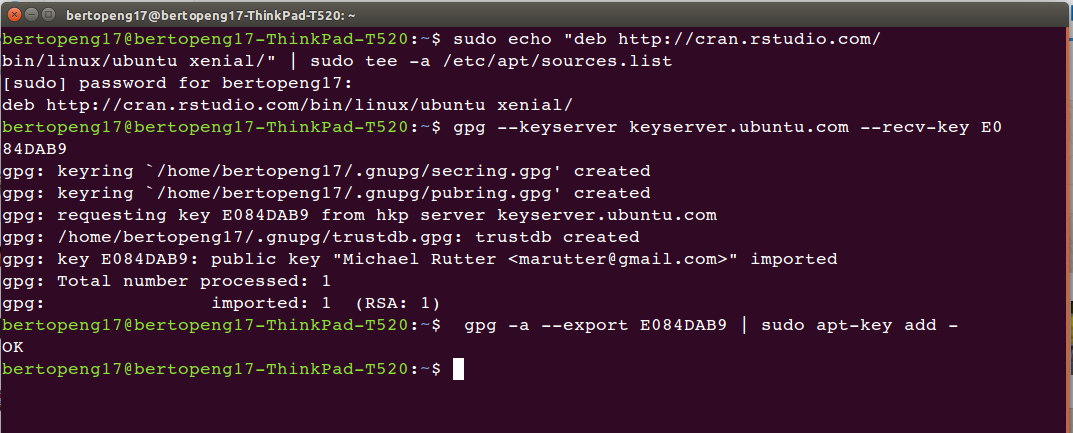 bertopeng17@bertopeng17-ThinkPad-T520: ~
bertopeng17@bertopeng17-ThinkPad-T520:~$ sudo echo "deb http://cran.rstudio.com/
bin/linux/ubuntu xenial/" | sudo tee -a /etc/apt/sources.list
[sudo] password for bertopeng17:
deb http://cran.rstudio.com/bin/linux/ubuntu xenial/
bertopeng17@bertopeng17-ThinkPad-T520:~$ gpg --keyserver keyserver.ubuntu.com --recv-key E0
84DAB9
gpg: keyring `/home/bertopeng17/.gnupg/secring.gpg' created
gpg: keyring `/home/bertopeng17/.gnupg/pubring.gpg' created
gpg: requesting key E084DAB9 from hkp server keyserver.ubuntu.com
gpg: /home/bertopeng17/.gnupg/trustdb.gpg: trustdb created
gpg: key E084DAB9: public key "Michael Rutter <marutter@gmail.com>" imported
gpg: Total number processed: 1
gpg:               imported: 1  (RSA: 1)
bertopeng17@bertopeng17-ThinkPad-T520:~$  gpg -a --export E084DAB9 | sudo apt-key add -
OK
bertopeng17@bertopeng17-ThinkPad-T520:~$